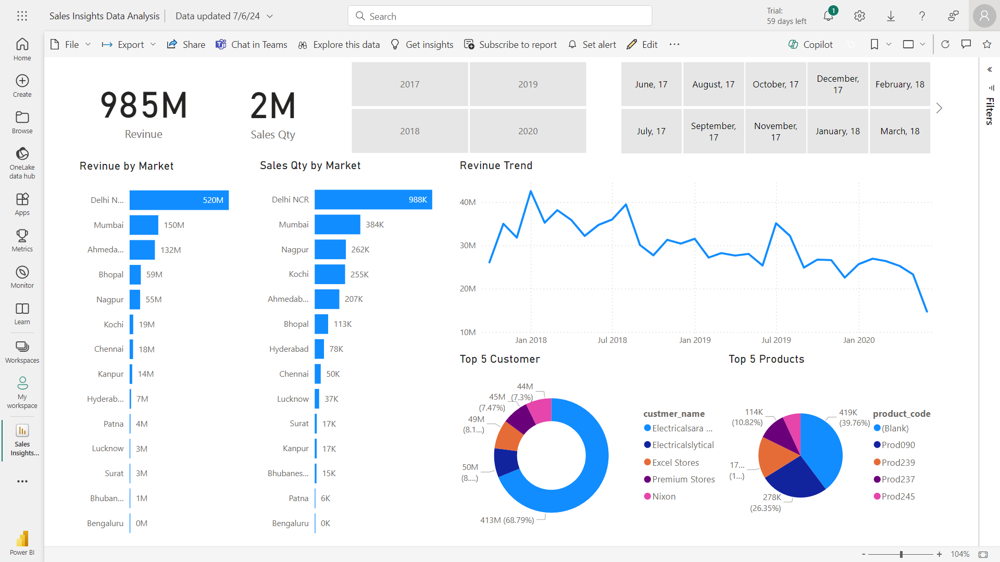 Sales Insights Data Analysis
Data updated 7/6/24
Search
Trial:
59 days left
1
Home
Create
Browse
OneLake
data hub
Apps
Metrics
Monitor
Learn
Workspaces
My
workspace
Sales
Insights...
Power BI
File
Export
Share
Chat in Teams
Explore this data
Get insights
Subscribe to report
Set alert
Edit
Copilot
985M
Revinue
2M
Sales Qty
2017
2019
2018
2020
June, 17
August, 17
October, 17
December,
17
February, 18
July, 17
September,
17
November,
17
January, 18
March, 18
Filters
Revinue by Market
Delhi N... 520M
Mumbai 150M
Ahmeda... 132M
Bhopal 59M
Nagpur 55M
Kochi 19M
Chennai 18M
Kanpur 14M
Hyderab... 7M
Patna 4M
Lucknow 3M
Surat 3M
Bhuban... 1M
Bengaluru 0M
Sales Qty by Market
Delhi NCR 988K
Mumbai 384K
Nagpur 262K
Kochi 255K
Ahmedab... 207K
Bhopal 113K
Hyderabad 78K
Chennai 50K
Lucknow 37K
Surat 17K
Kanpur 17K
Bhubanes... 15K
Patna 6K
Bengaluru 0K
Revinue Trend
40M
30M
20M
10M
Jan 2018
Jul 2018
Jan 2019
Jul 2019
Jan 2020
Top 5 Customer
44M
(7.3%)
45M
(7.47%)
49M
(8.1...)
50M
(8....)
413M (68.79%)
custmer_name
Electricalsara ...
Electricalslytical
Excel Stores
Premium Stores
Nixon
Top 5 Products
114K
(10.82%)
419K
(39.76%)
17...
(1...)
278K
(26.35%)
product_code
(Blank)
Prod090
Prod239
Prod237
Prod245
- + 104%